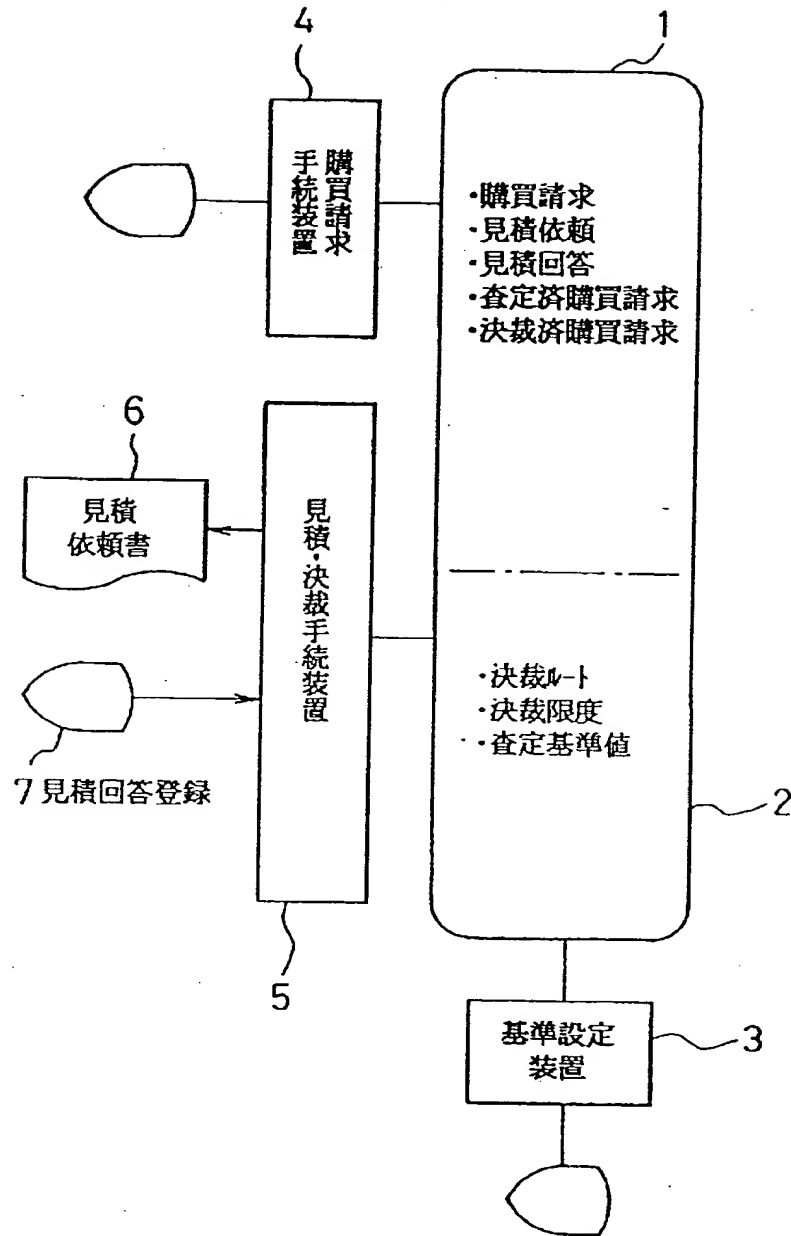 4
1
購買請求
手続装置
・購買請求
・見積依頼
・見積回答
・査定済購買請求
・決裁済購買請求
6
見積
依頼書
見積・決裁手続装置
・決裁ルート
・決裁限度
・査定基準値
7 見積回答登録
2
5
基準設定
装置
3